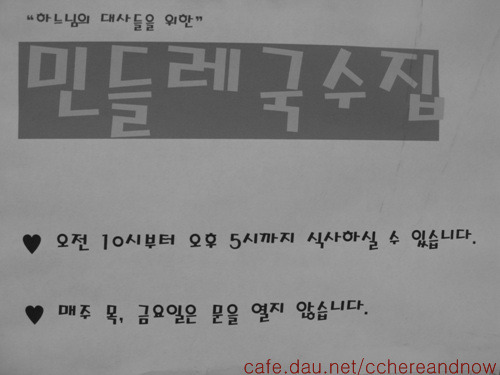 “하느님의 대사들을 위한”
민들레국수집
♥ 오전 10시부터 오후 5시까지 식사하실 수 있습니다.
♥ 매주 목, 금요일은 문을 열지 않습니다.
cafe.dau.net/cchereandnow